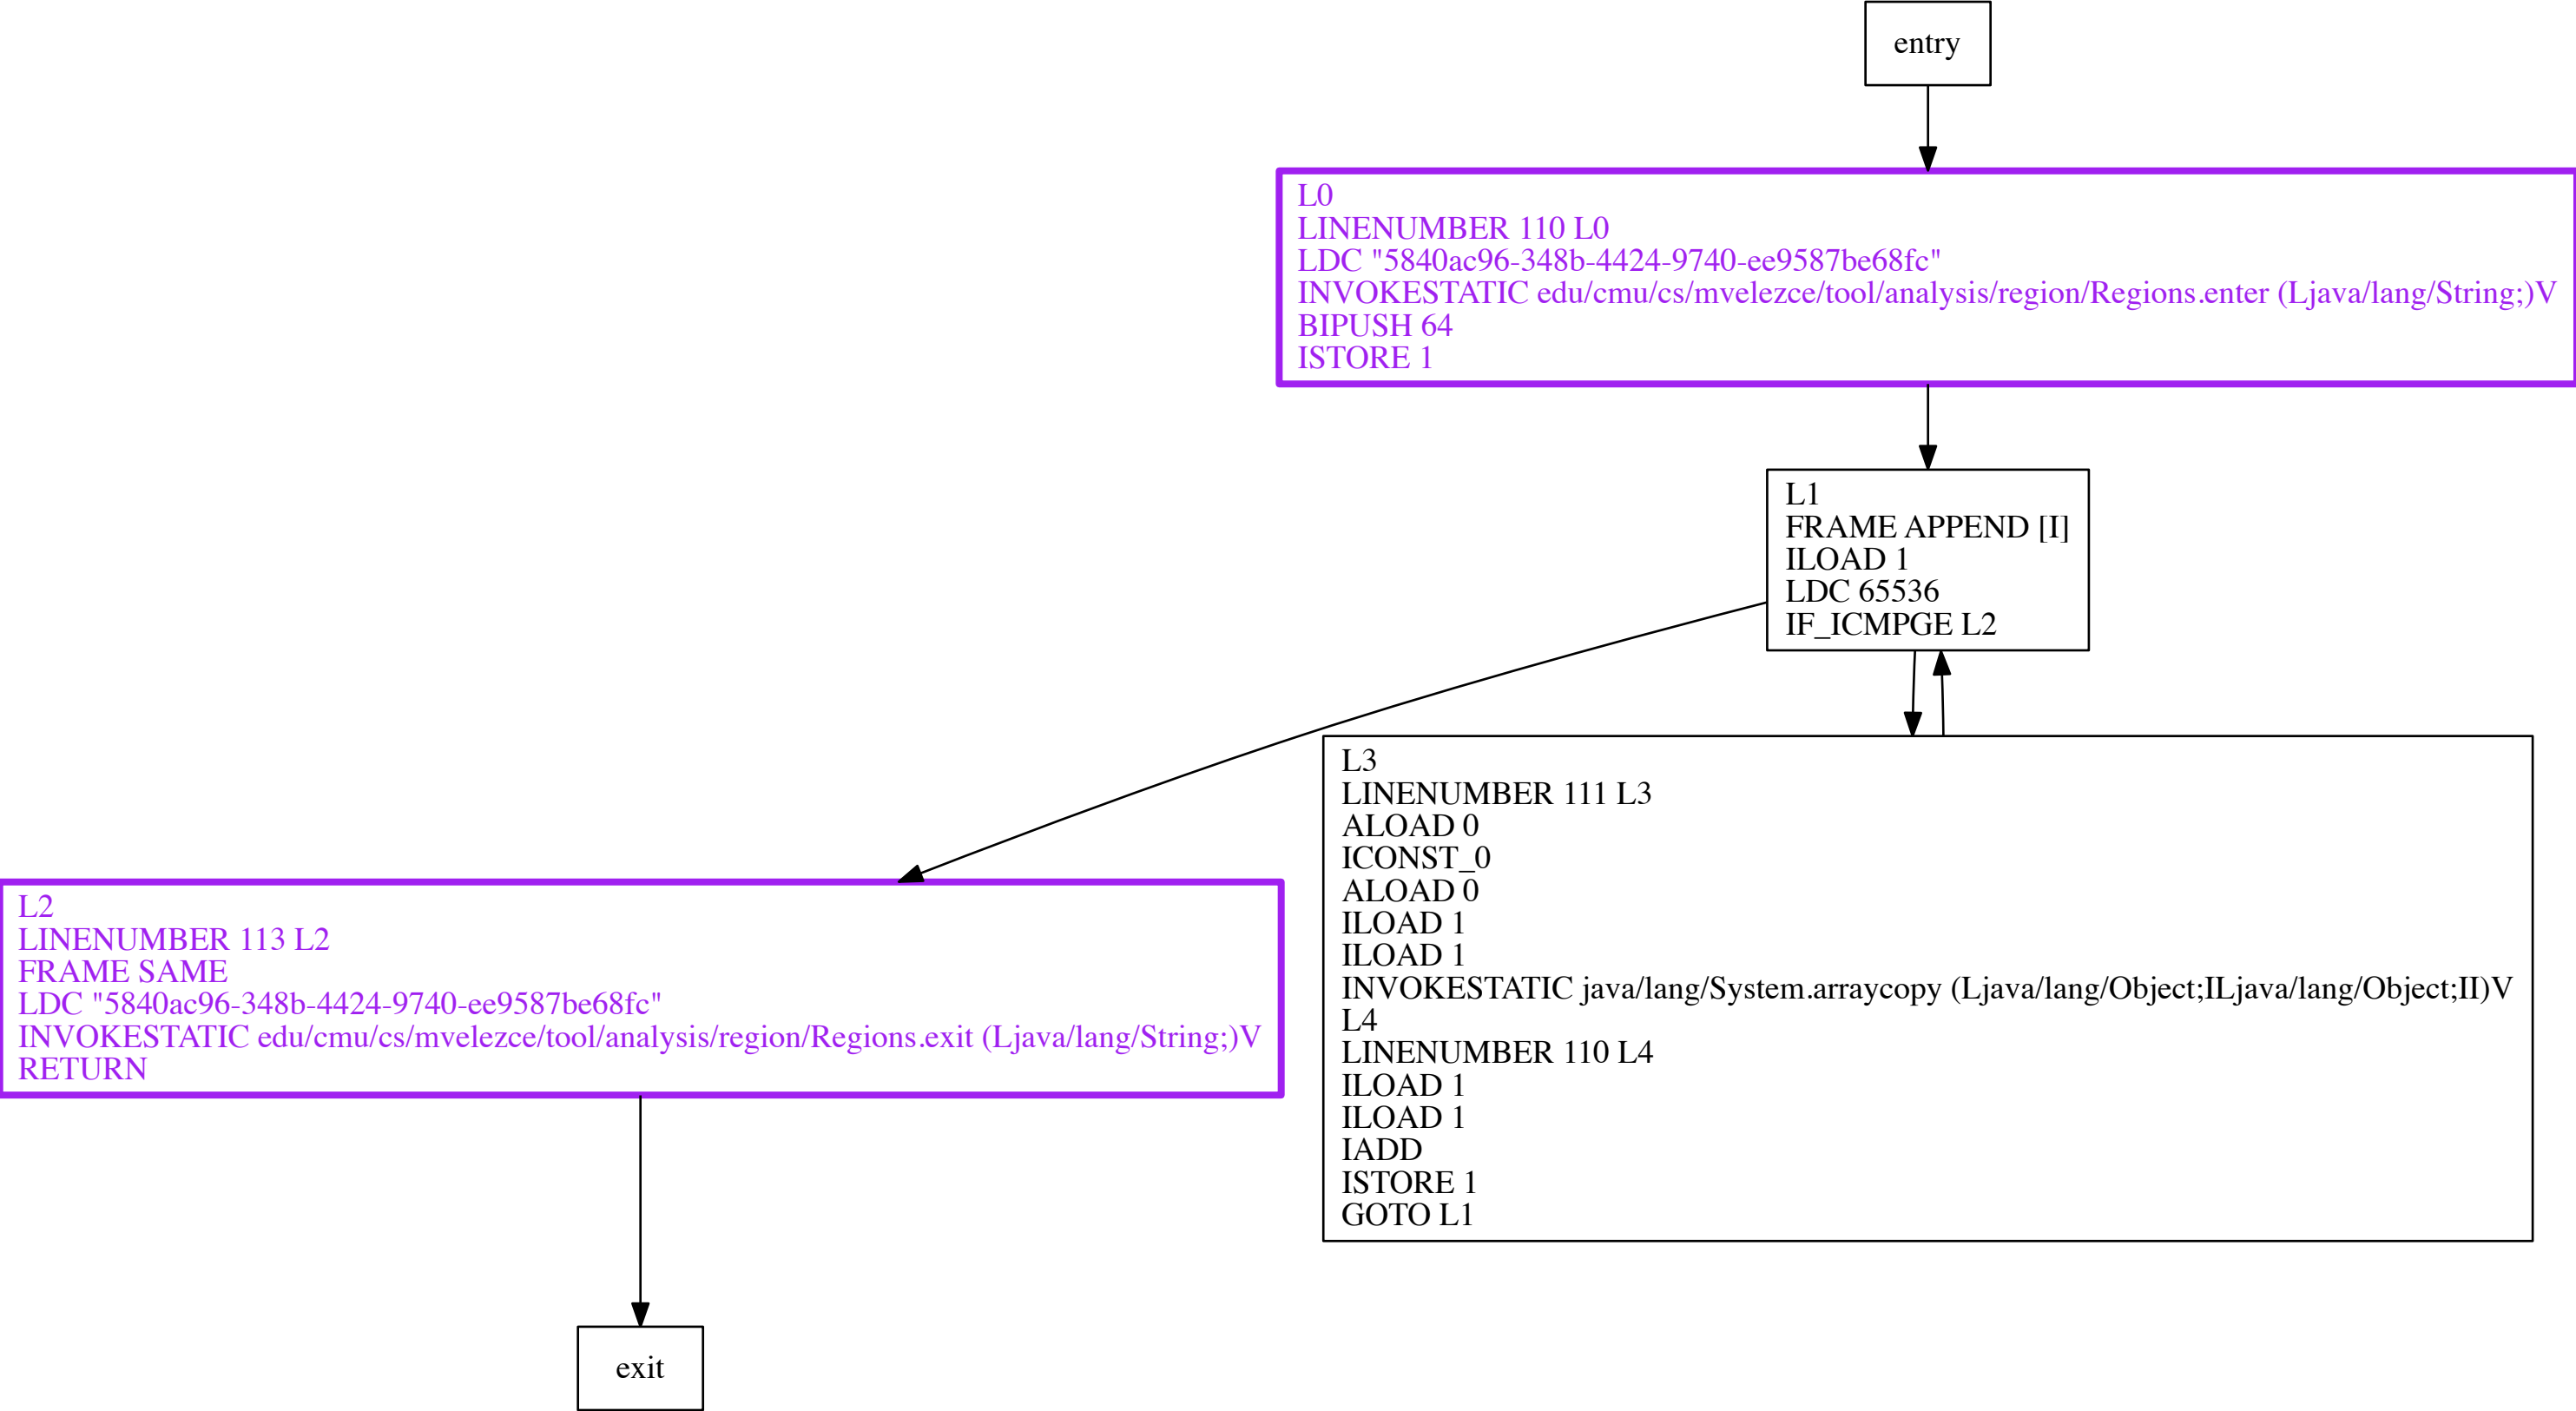 entry
L0
LINENUMBER 110 L0
LDC "5840ac96-348b-4424-9740-ee9587be68fc"
INVOKESTATIC edu/cmu/cs/mvelezce/tool/analysis/region/Regions.enter (Ljava/lang/String;)V
BIPUSH 64
ISTORE 1
L1
FRAME APPEND [I]
ILOAD 1
LDC 65536
IF_ICMPGE L2
L3
LINENUMBER 111 L3
ALOAD 0
ICONST_0
ALOAD 0
ILOAD 1
ILOAD 1
INVOKESTATIC java/lang/System.arraycopy (Ljava/lang/Object;ILjava/lang/Object;II)V
L4
LINENUMBER 110 L4
ILOAD 1
ILOAD 1
IADD
ISTORE 1
GOTO L1
L2
LINENUMBER 113 L2
FRAME SAME
LDC "5840ac96-348b-4424-9740-ee9587be68fc"
INVOKESTATIC edu/cmu/cs/mvelezce/tool/analysis/region/Regions.exit (Ljava/lang/String;)V
RETURN
exit